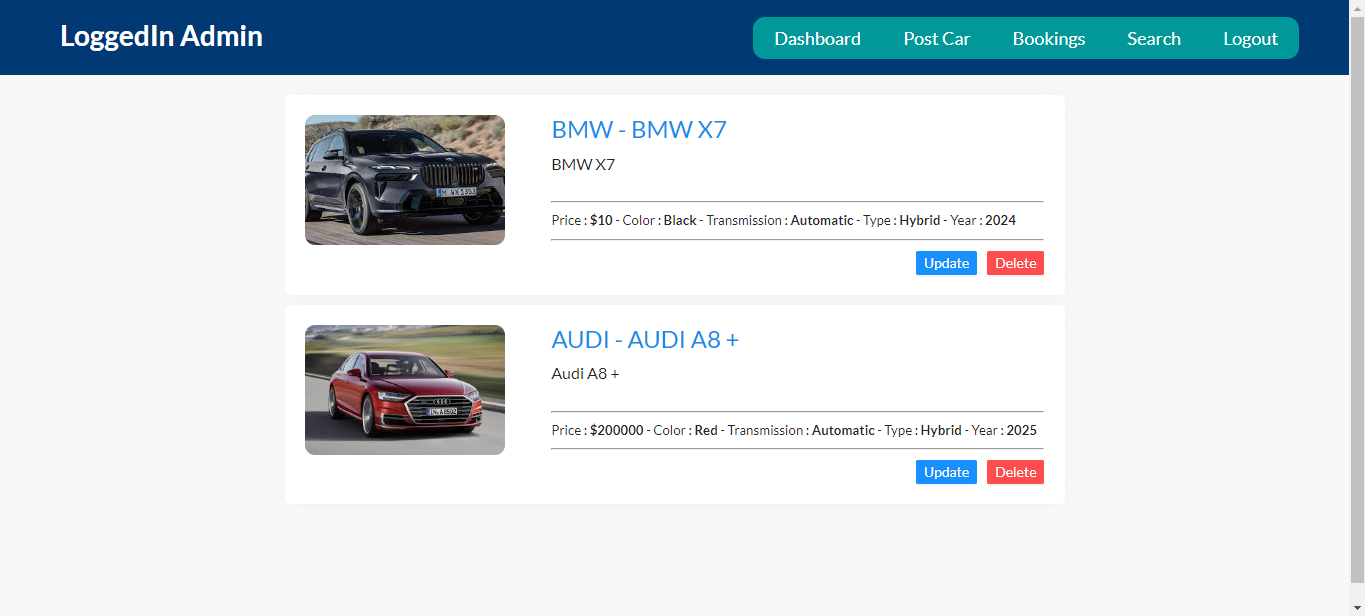 LoggedIn Admin
Dashboard Post Car Bookings Search Logout
BMW - BMW X7
BMW X7
Price : $10 - Color : Black - Transmission : Automatic - Type : Hybrid - Year : 2024
Update Delete
AUDI - AUDI A8 +
Audi A8 +
Price : $200000 - Color : Red - Transmission : Automatic - Type : Hybrid - Year : 2025
Update Delete